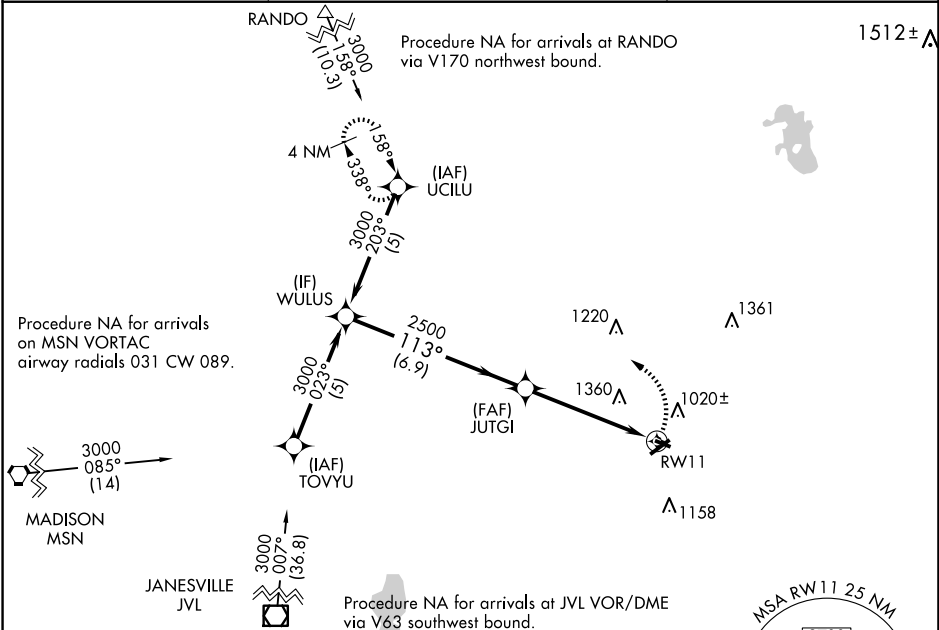 RANDO
3000
158°
(10.3)
Procedure NA for arrivals at RANDO
via V170 northwest bound.
1512±
4 NM
158°
338°
(IAF)
UCILU
3000
203°
(5)
(IF)
WULUS
Procedure NA for arrivals
on MSN VORTAC
airway radials 031 CW 089.
2500
113°
(6.9)
1220
1361
3000
023°
(5)
(FAF)
JUTGI
1360
1020±
RW11
(IAF)
TOVYU
3000
085°
(14)
MADISON
MSN
1158
3000
007°
(36.8)
JANESVILLE
JVL
Procedure NA for arrivals at JVL VOR/DME
via V63 southwest bound.
MSA RW11 25 NM